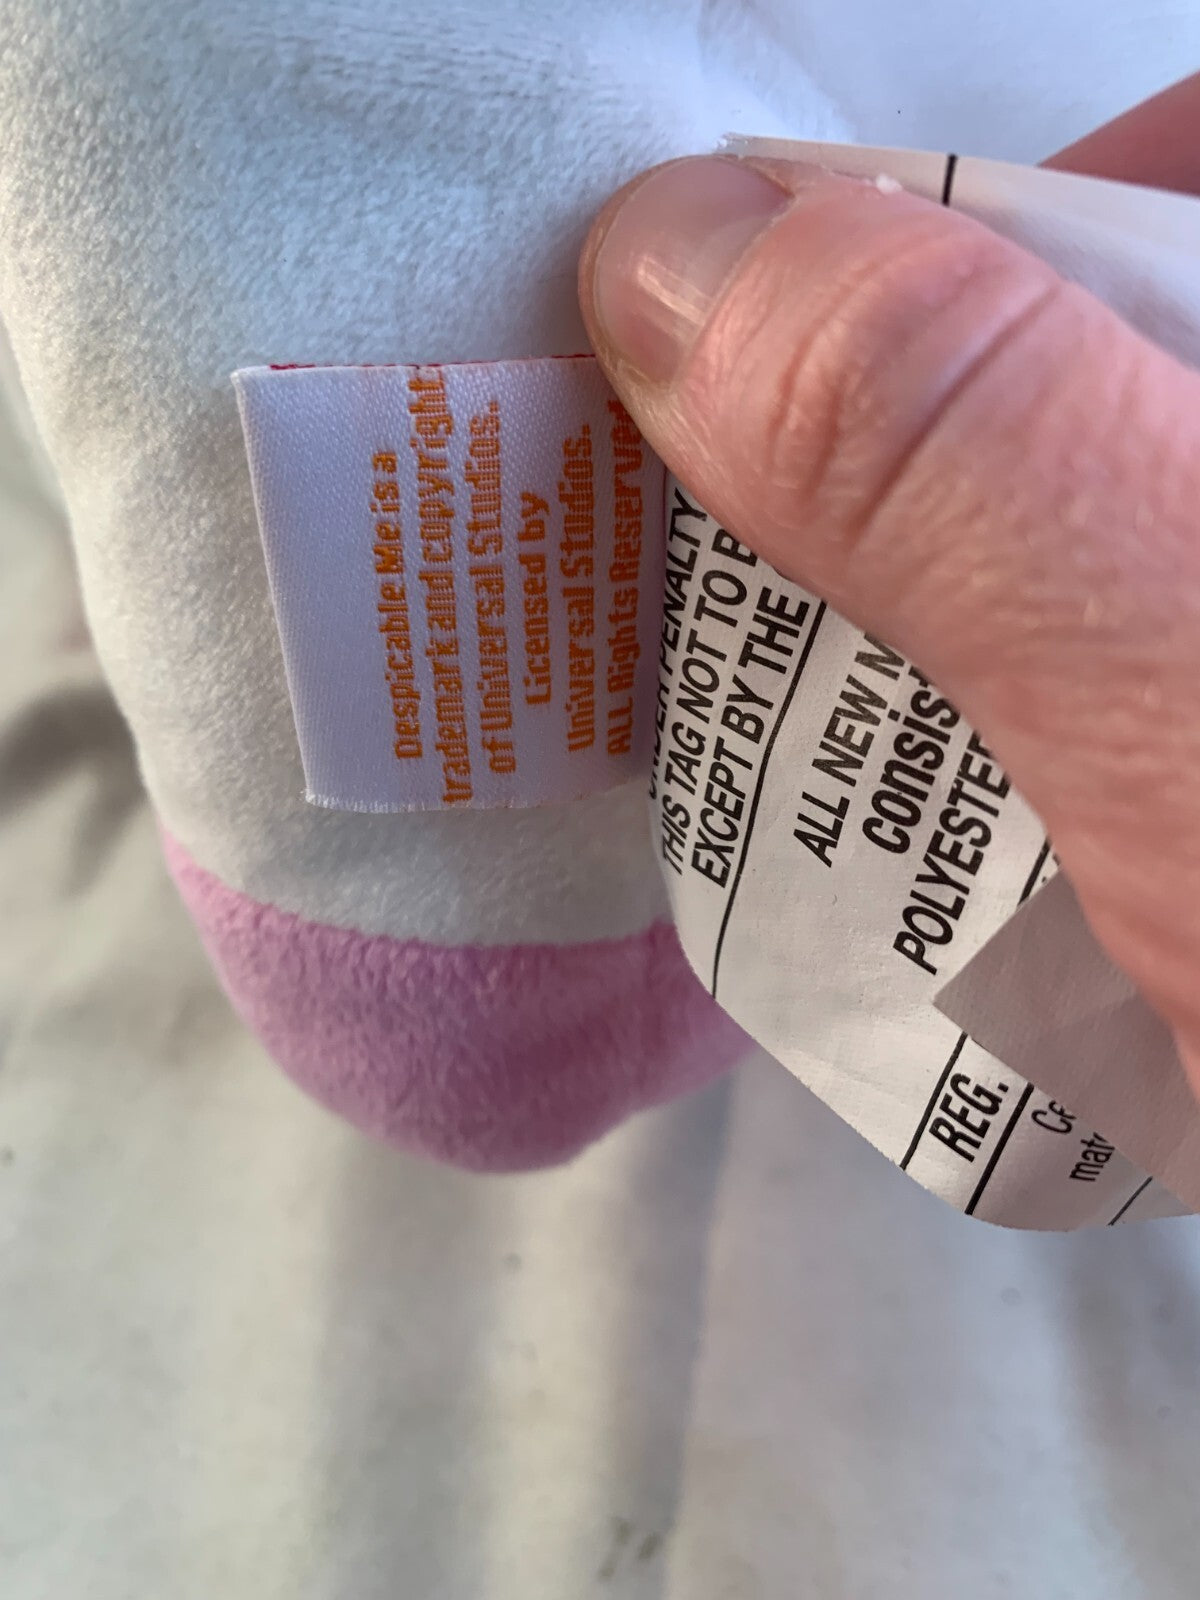 Despicable Me is a
trademark and copyright
of Universal Studios.
Licensed by
Universal Studios.
All Rights Reserved
PENALTY
THIS TAG NOT TO B
EXCEPT BY THE
ALL NEW
consis
POLYESTE
REG.